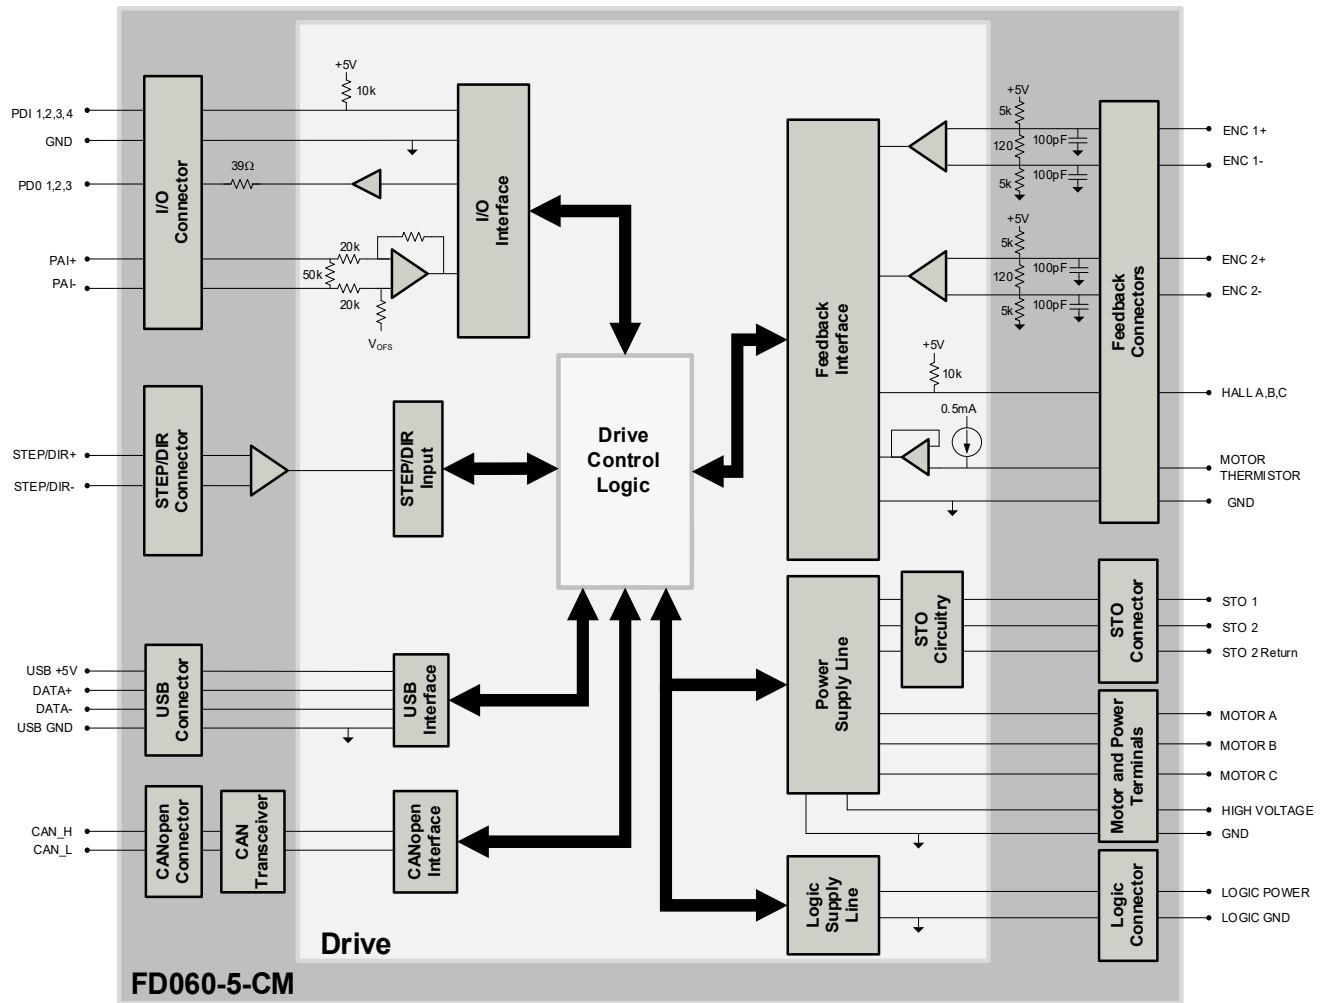 PDI 1,2,3,4
GND
PD0 1,2,3
PAI+
PAI-
I/O
Connector
+5V
10k
39Ω
20k
50k
20k
VOFS
I/O
Interface
STEP/DIR+
STEP/DIR-
STEP/DIR
Connector
STEP/DIR
Input
USB +5V
DATA+
DATA-
USB GND
USB
Connector
USB
Interface
CAN_H
CAN_L
CANopen
Connector
CAN
Transceiver
CANopen
Interface
Drive
Control
Logic
Feedback
Interface
+5V
5k
120
5k
100pF
100pF
+5V
5k
120
5k
100pF
100pF
+5V
10k
0.5mA
Feedback
Connectors
ENC 1+
ENC 1-
ENC 2+
ENC 2-
HALL A,B,C
MOTOR
THERMISTOR
GND
Power
Supply Line
STO
Circuitry
STO
Connector
STO 1
STO 2
STO 2 Return
Motor and Power
Terminals
MOTOR A
MOTOR B
MOTOR C
HIGH VOLTAGE
GND
Logic
Supply
Line
Logic
Connector
LOGIC POWER
LOGIC GND
Drive
FD060-5-CM